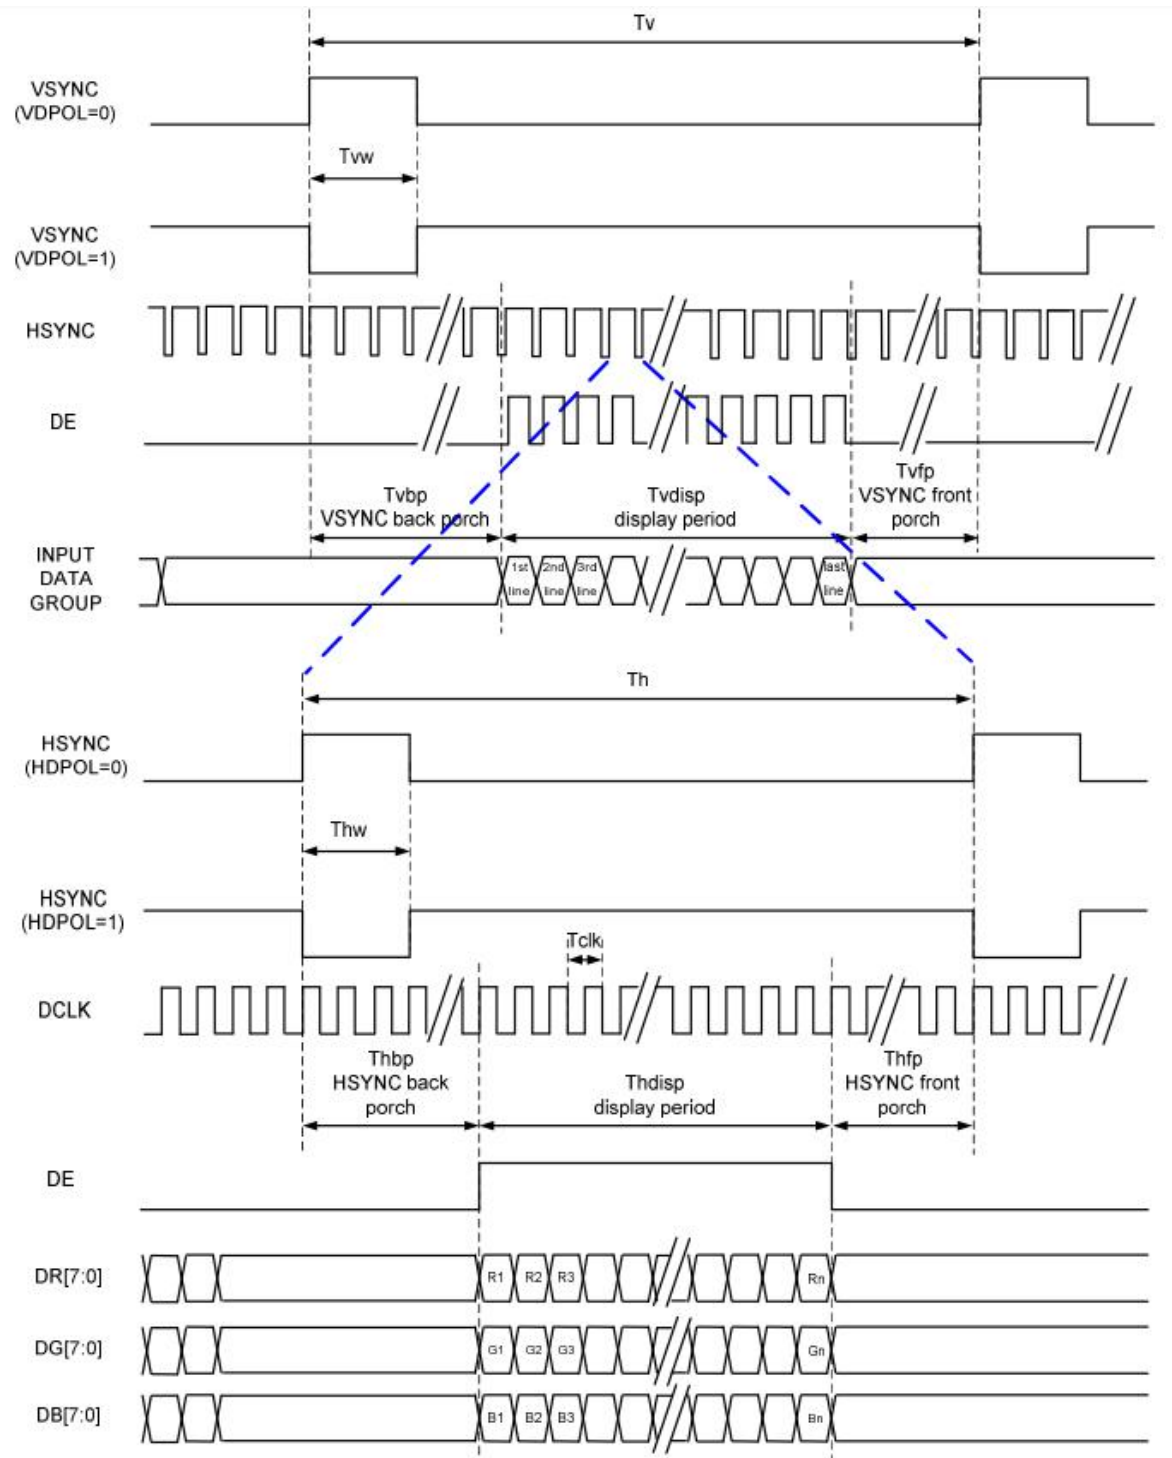 Tv
VSYNC
(VDPOL=0)
Tvw
VSYNC
(VDPOL=1)
HSYNC
DE
Tvbp
VSYNC back porch
Tvdisp
display period
Tvfp
VSYNC front
porch
INPUT
DATA
GROUP
1st
line
2nd
line
3rd
line
last
line
Th
HSYNC
(HDPOL=0)
Thw
HSYNC
(HDPOL=1)
Tclk
DCLK
Thbp
HSYNC back
porch
Thdisp
display period
Thfp
HSYNC front
porch
DE
DR[7:0]
R1 R2 R3 Rn
DG[7:0]
G1 G2 G3 Gn
DB[7:0]
B1 B2 B3 Bn